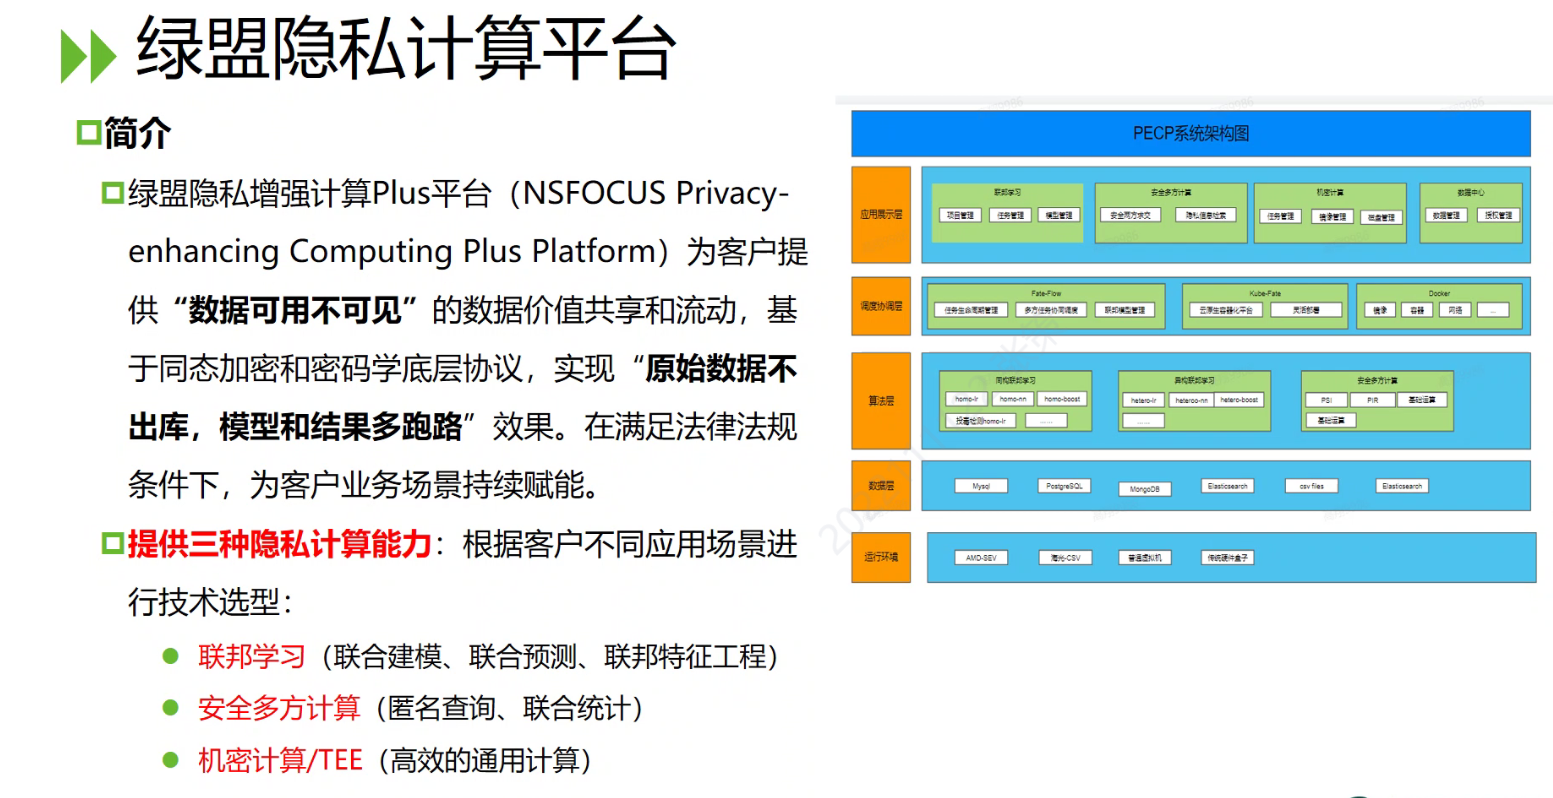 绿盟隐私计算平台
简介
绿盟隐私增强计算Plus平台（NSFOCUS Privacy-
enhancing Computing Plus Platform）为客户提
供“数据可用不可见”的数据价值共享和流动，基
于同态加密和密码学底层协议，实现“原始数据不
出库，模型和结果多跑路”效果。在满足法律法规
条件下，为客户业务场景持续赋能。
提供三种隐私计算能力：根据客户不同应用场景进
行技术选型：
联邦学习（联合建模、联合预测、联邦特征工程）
安全多方计算（匿名查询、联合统计）
机密计算/TEE（高效的通用计算）
PECP系统架构图
应用展示层
联邦学习
项目管理 任务管理 模型管理
安全多方计算
安全两方求交 隐私信息检索
机密计算
任务管理 镜像管理 磁盘管理
数据中心
数据管理 授权管理
调度协调层
Fate-Flow
任务生命周期管理 多方任务协同调度 联邦模型管理
Kube-Fate
云原生容器化平台 灵活部署
Docker
镜像 容器 网络 ...
算法层
同构联邦学习
homo-lr homo-nn homo-boost
投毒检测homo-lr ......
异构联邦学习
hetero-lr heteroo-nn hetero-boost
......
安全多方计算
PSI PIR 基础运算
基础运算
数据层
Mysql PostgreSQL MongoDB Elasticsearch csv files Elasticsearch
运行环境
AMD-SEV 海光-CSV 普通虚拟机 传统硬件盒子